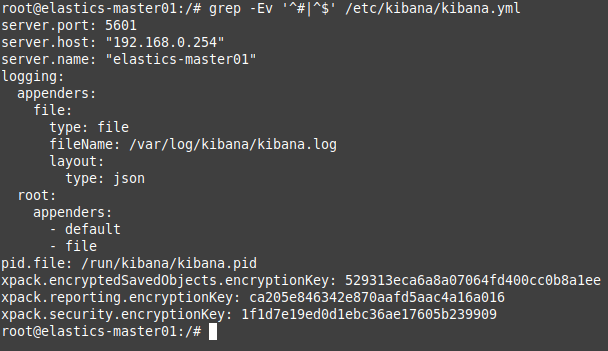 root@elastics-master01:/# grep -Ev '^#|^$' /etc/kibana/kibana.yml
server.port: 5601
server.host: "192.168.0.254"
server.name: "elastics-master01"
logging:
  appenders:
    file:
      type: file
      fileName: /var/log/kibana/kibana.log
      layout:
        type: json
  root:
    appenders:
      - default
      - file
pid.file: /run/kibana/kibana.pid
xpack.encryptedSavedObjects.encryptionKey: 529313eca6a8a07064fd400cc0b8a1ee
xpack.reporting.encryptionKey: ca205e846342e870aafd5aac4a16a016
xpack.security.encryptionKey: 1f1d7e19ed0d1ebc36ae17605b239909
root@elastics-master01:/#